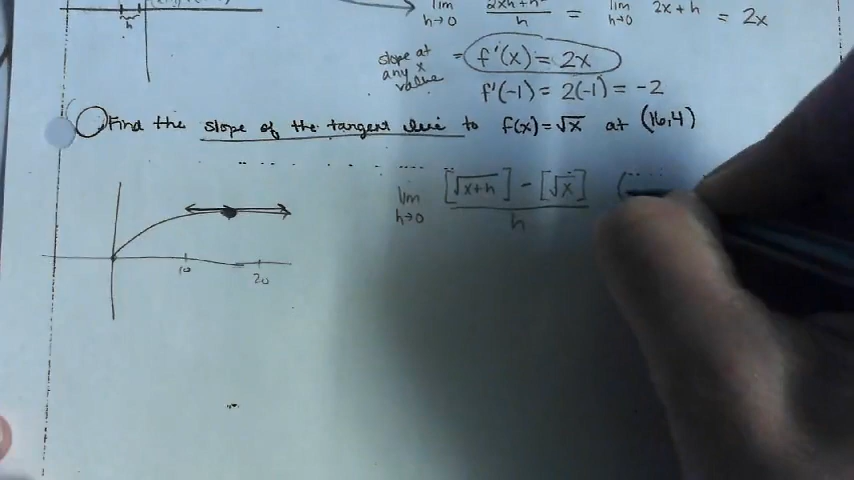 lim h→0 2xh+h² / h = lim h→0 2x+h = 2x
slope at any x value = f'(x) = 2x
f'(-1) = 2(-1) = -2
Find the slope of the tangent line to f(x)=√x at (16,4)
lim h→0 [√x+h] - [√x] / h (
10 20
h